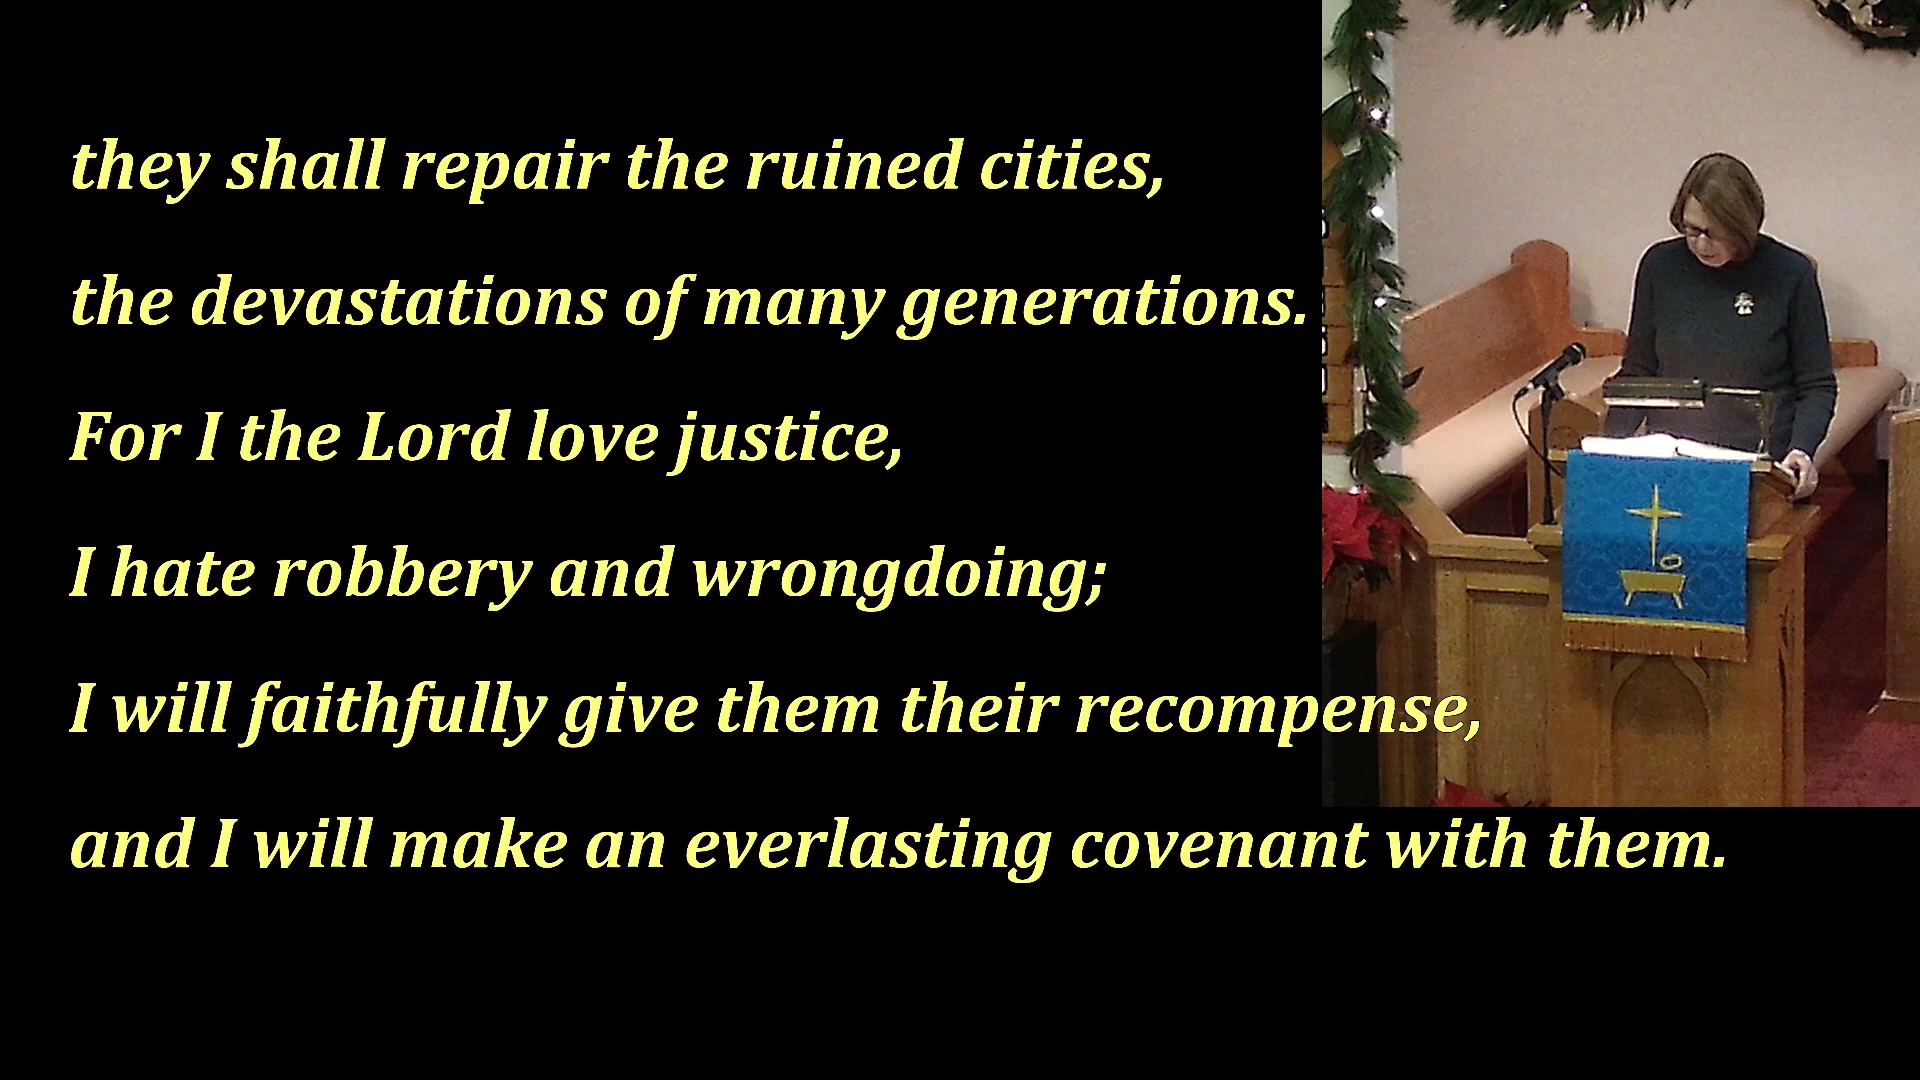 they shall repair the ruined cities,
the devastations of many generations.
For I the Lord love justice,
I hate robbery and wrongdoing;
I will faithfully give them their recompense,
and I will make an everlasting covenant with them.